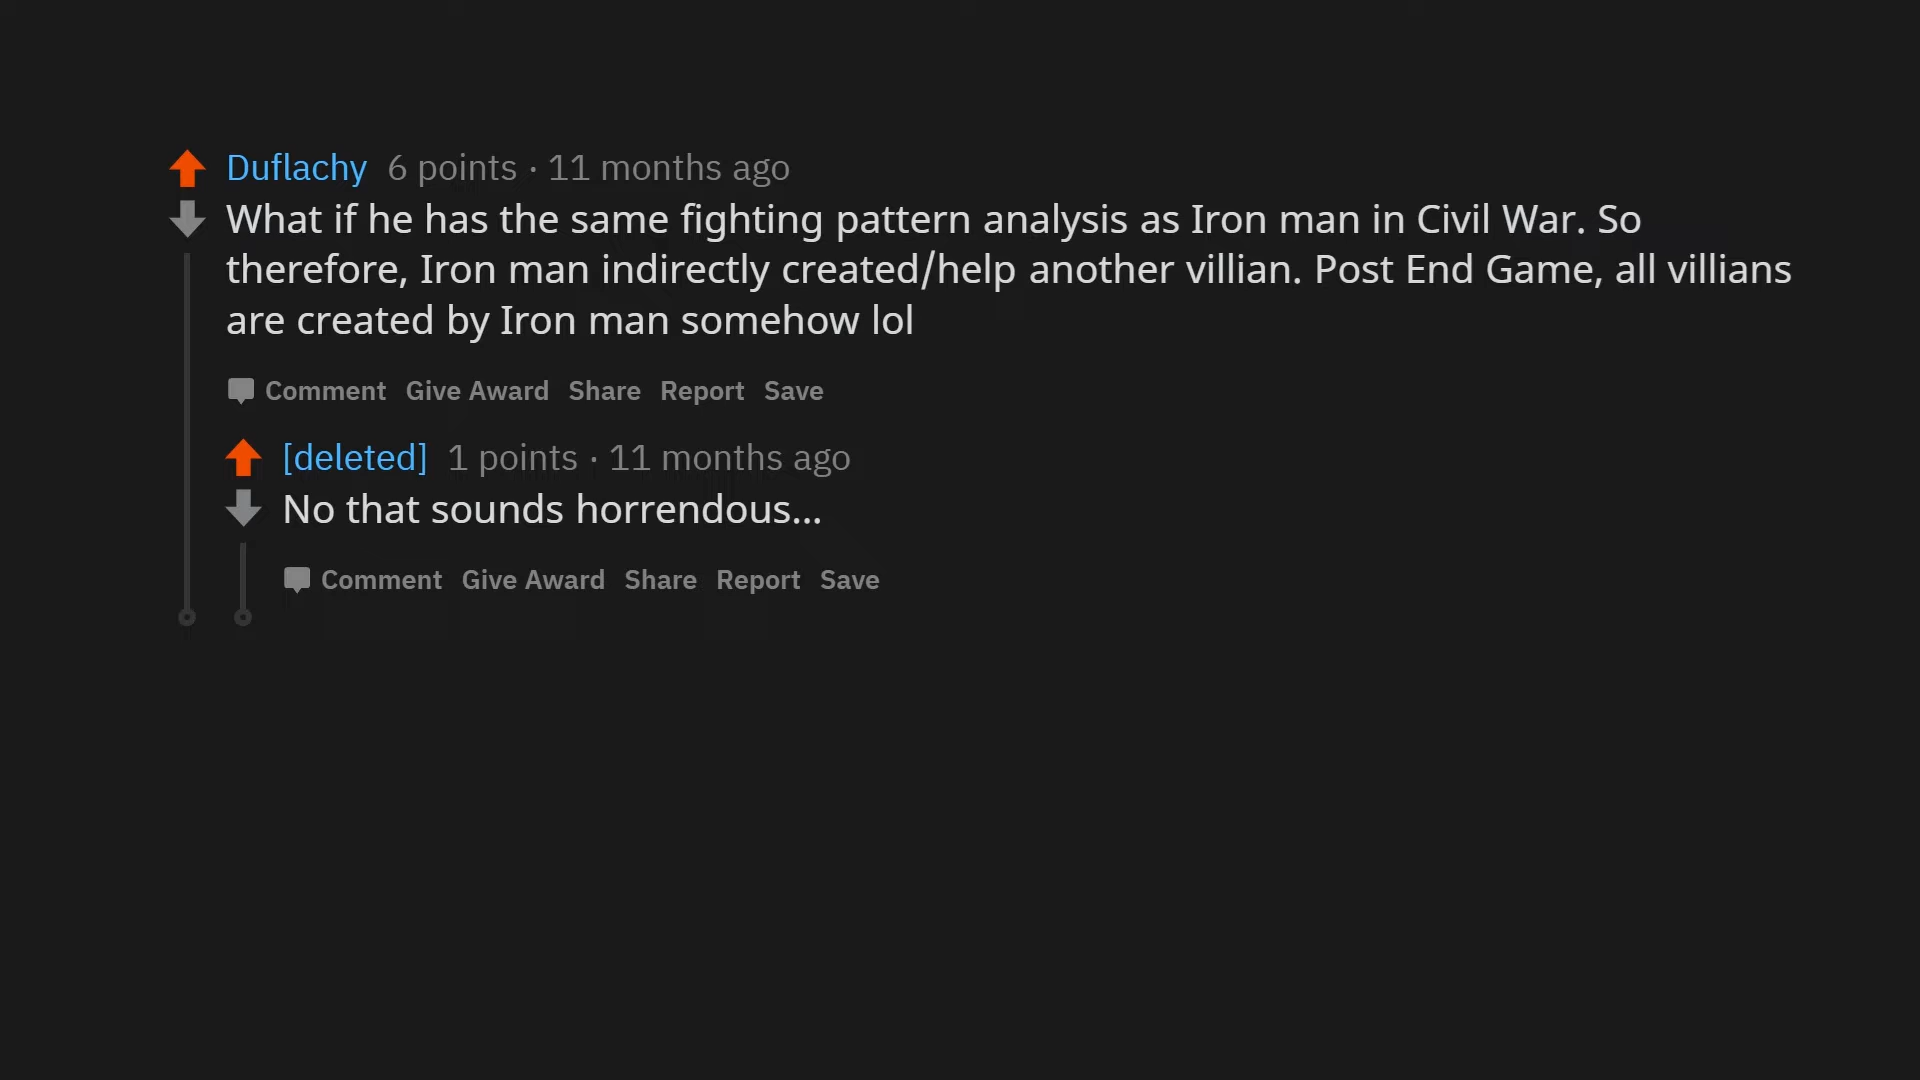 Duflachy 6 points · 11 months ago
What if he has the same fighting pattern analysis as Iron man in Civil War. So
therefore, Iron man indirectly created/help another villian. Post End Game, all villians
are created by Iron man somehow lol
Comment Give Award Share Report Save
[deleted] 1 points · 11 months ago
No that sounds horrendous...
Comment Give Award Share Report Save